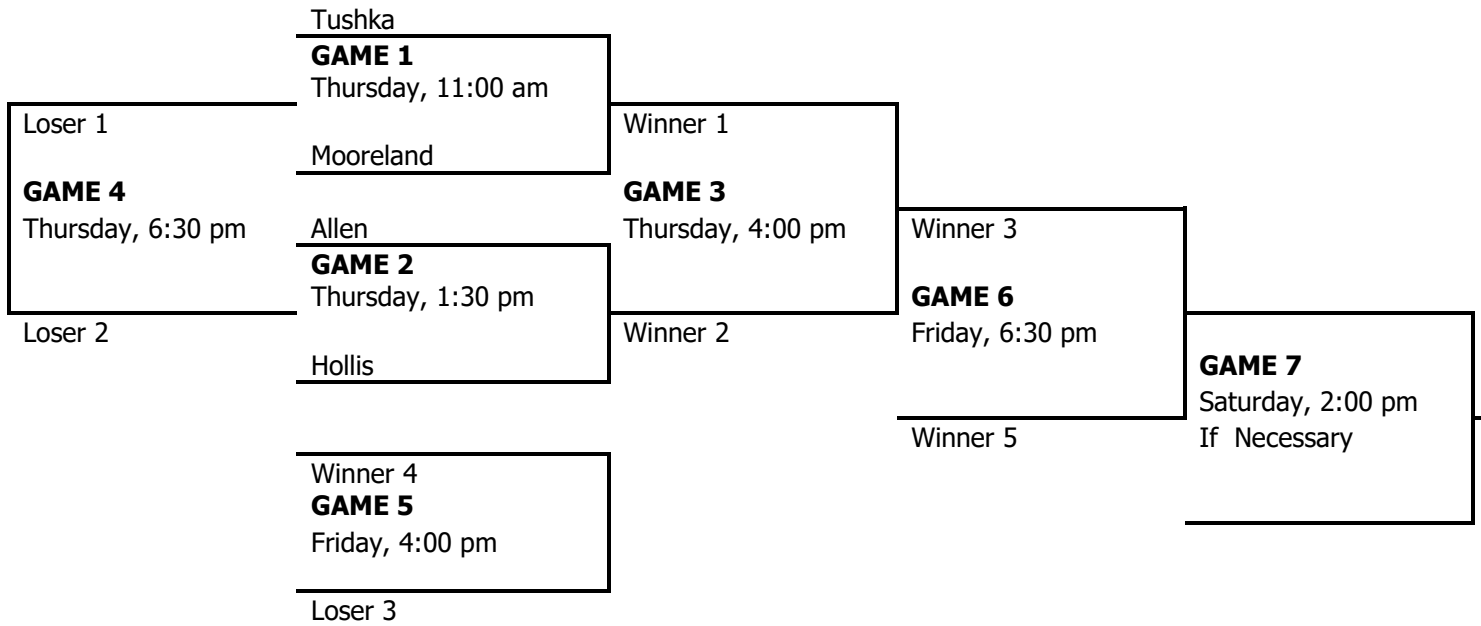 Tushka
GAME 1
Thursday, 11:00 am
Mooreland
Loser 1
GAME 4
Thursday, 6:30 pm
Loser 2
Allen
GAME 2
Thursday, 1:30 pm
Hollis
Winner 1
GAME 3
Thursday, 4:00 pm
Winner 2
Winner 3
GAME 6
Friday, 6:30 pm
Winner 5
GAME 7
Saturday, 2:00 pm
If Necessary
Winner 4
GAME 5
Friday, 4:00 pm
Loser 3